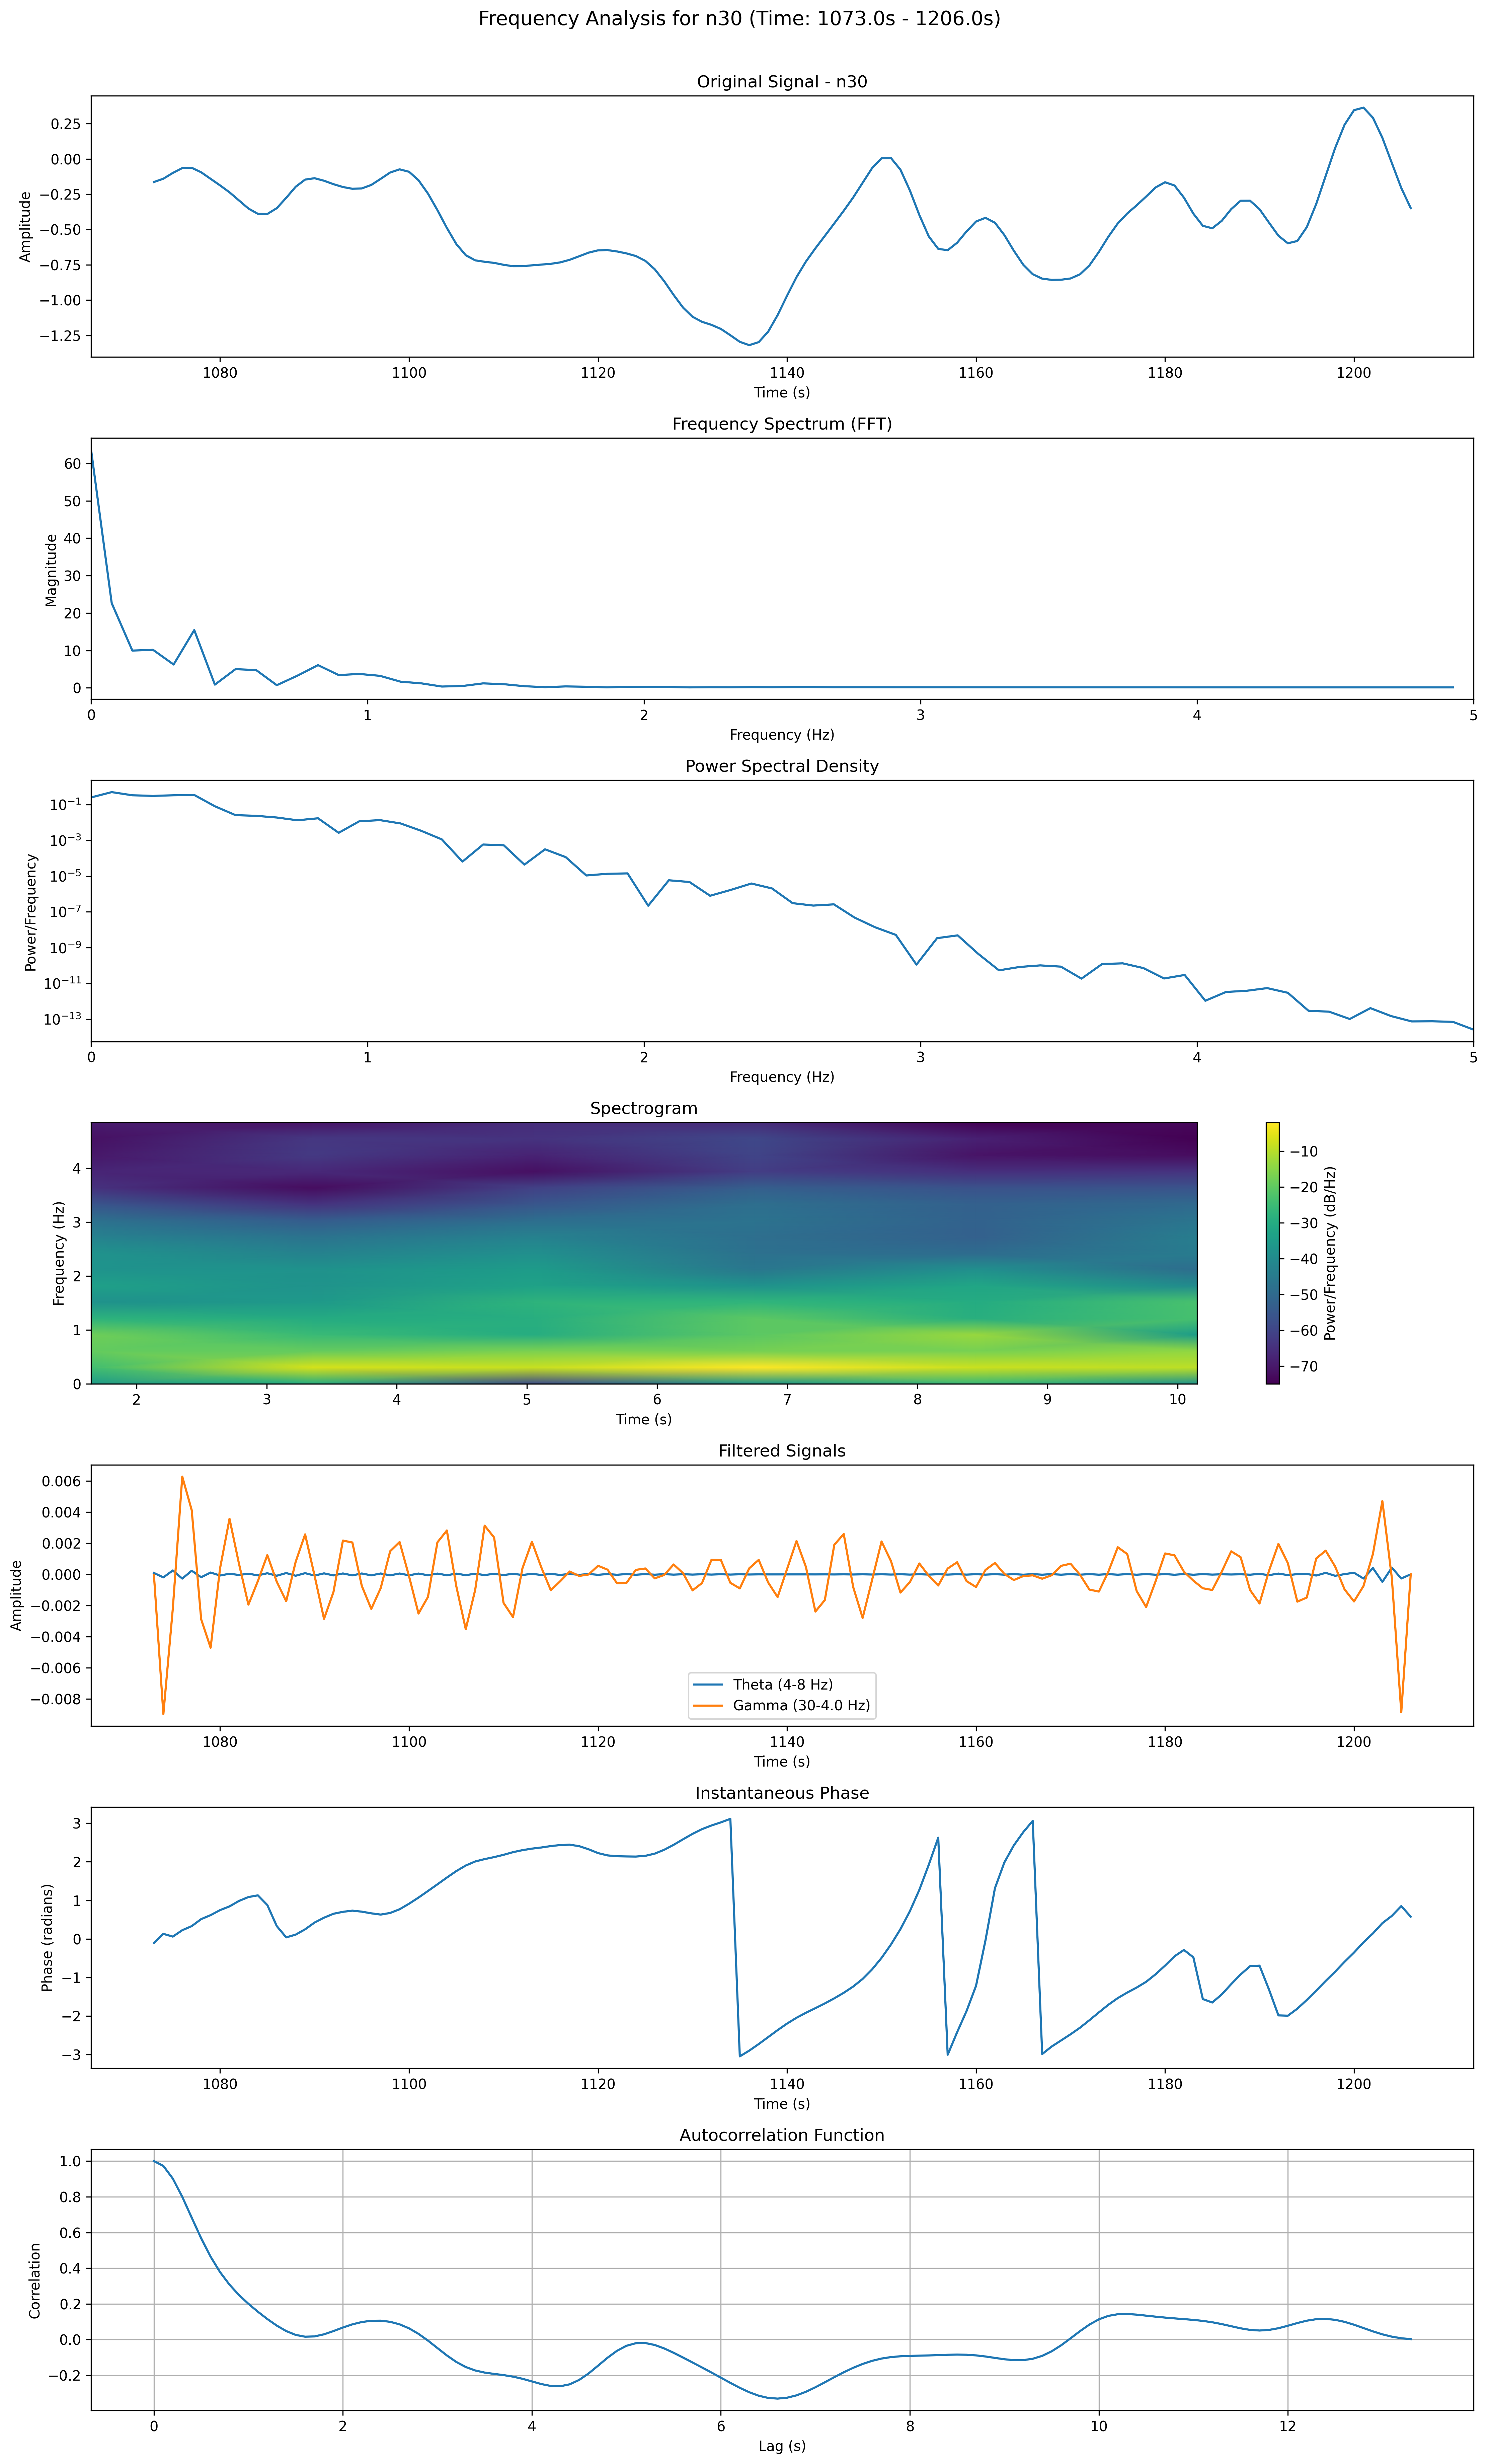 Frequency Analysis for n30 (Time: 1073.0s - 1206.0s)
Original Signal - n30
0.25
0.00
−0.25
−0.50
−0.75
−1.00
−1.25
Amplitude
1080 1100 1120 1140 1160 1180 1200
Time (s)
Frequency Spectrum (FFT)
60
50
40
30
20
10
0
Magnitude
0 1 2 3 4 5
Frequency (Hz)
Power Spectral Density
10⁻¹
10⁻³
10⁻⁵
10⁻⁷
10⁻⁹
10⁻¹¹
10⁻¹³
Power/Frequency
0 1 2 3 4 5
Frequency (Hz)
Spectrogram
4
3
2
1
0
Frequency (Hz)
2 3 4 5 6 7 8 9 10
Time (s)
−10
−20
−30
−40
−50
−60
−70
Power/Frequency (dB/Hz)
Filtered Signals
0.006
0.004
0.002
0.000
−0.002
−0.004
−0.006
−0.008
Amplitude
Theta (4-8 Hz)
Gamma (30-4.0 Hz)
1080 1100 1120 1140 1160 1180 1200
Time (s)
Instantaneous Phase
3
2
1
0
−1
−2
−3
Phase (radians)
1080 1100 1120 1140 1160 1180 1200
Time (s)
Autocorrelation Function
1.0
0.8
0.6
0.4
0.2
0.0
−0.2
Correlation
0 2 4 6 8 10 12
Lag (s)